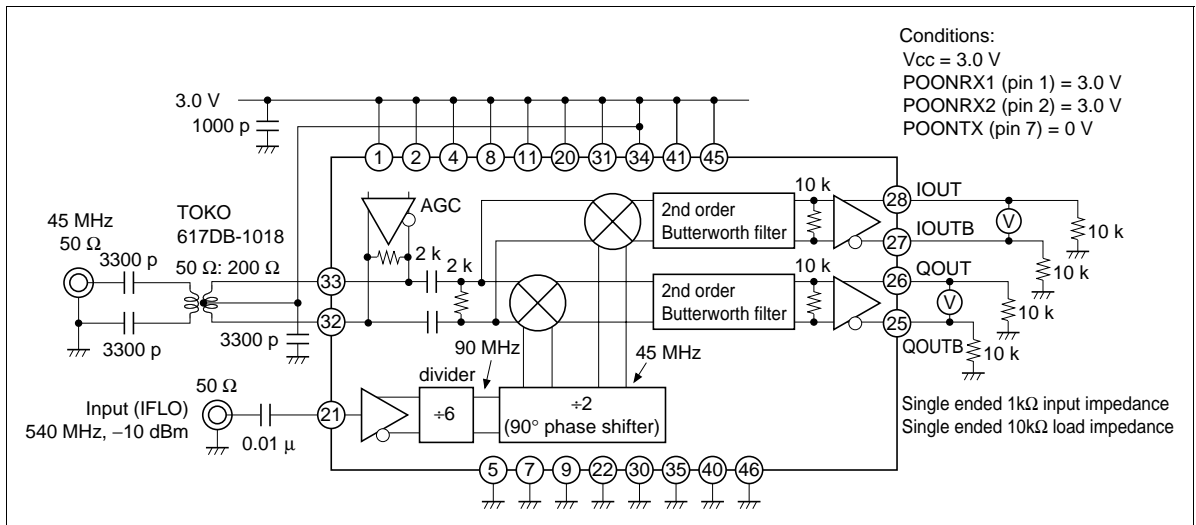 Conditions:
Vcc = 3.0 V
POONRX1 (pin 1) = 3.0 V
POONRX2 (pin 2) = 3.0 V
POONTX (pin 7) = 0 V
3.0 V
1000 p
1 2 4 8 11 20 31 34 41 45
45 MHz
50 Ω
3300 p
TOKO
617DB-1018
50 Ω: 200 Ω
3300 p
3300 p
33
32
AGC
2 k
2 k
2nd order
Butterworth filter
10 k
28
IOUT
V
27
IOUTB
10 k
10 k
2nd order
Butterworth filter
10 k
26
QOUT
V
25
QOUTB
10 k
10 k
90 MHz
45 MHz
divider
÷6
÷2
(90° phase shifter)
50 Ω
Input (IFLO)
540 MHz, –10 dBm
0.01 μ
21
Single ended 1kΩ input impedance
Single ended 10kΩ load impedance
5 7 9 22 30 35 40 46